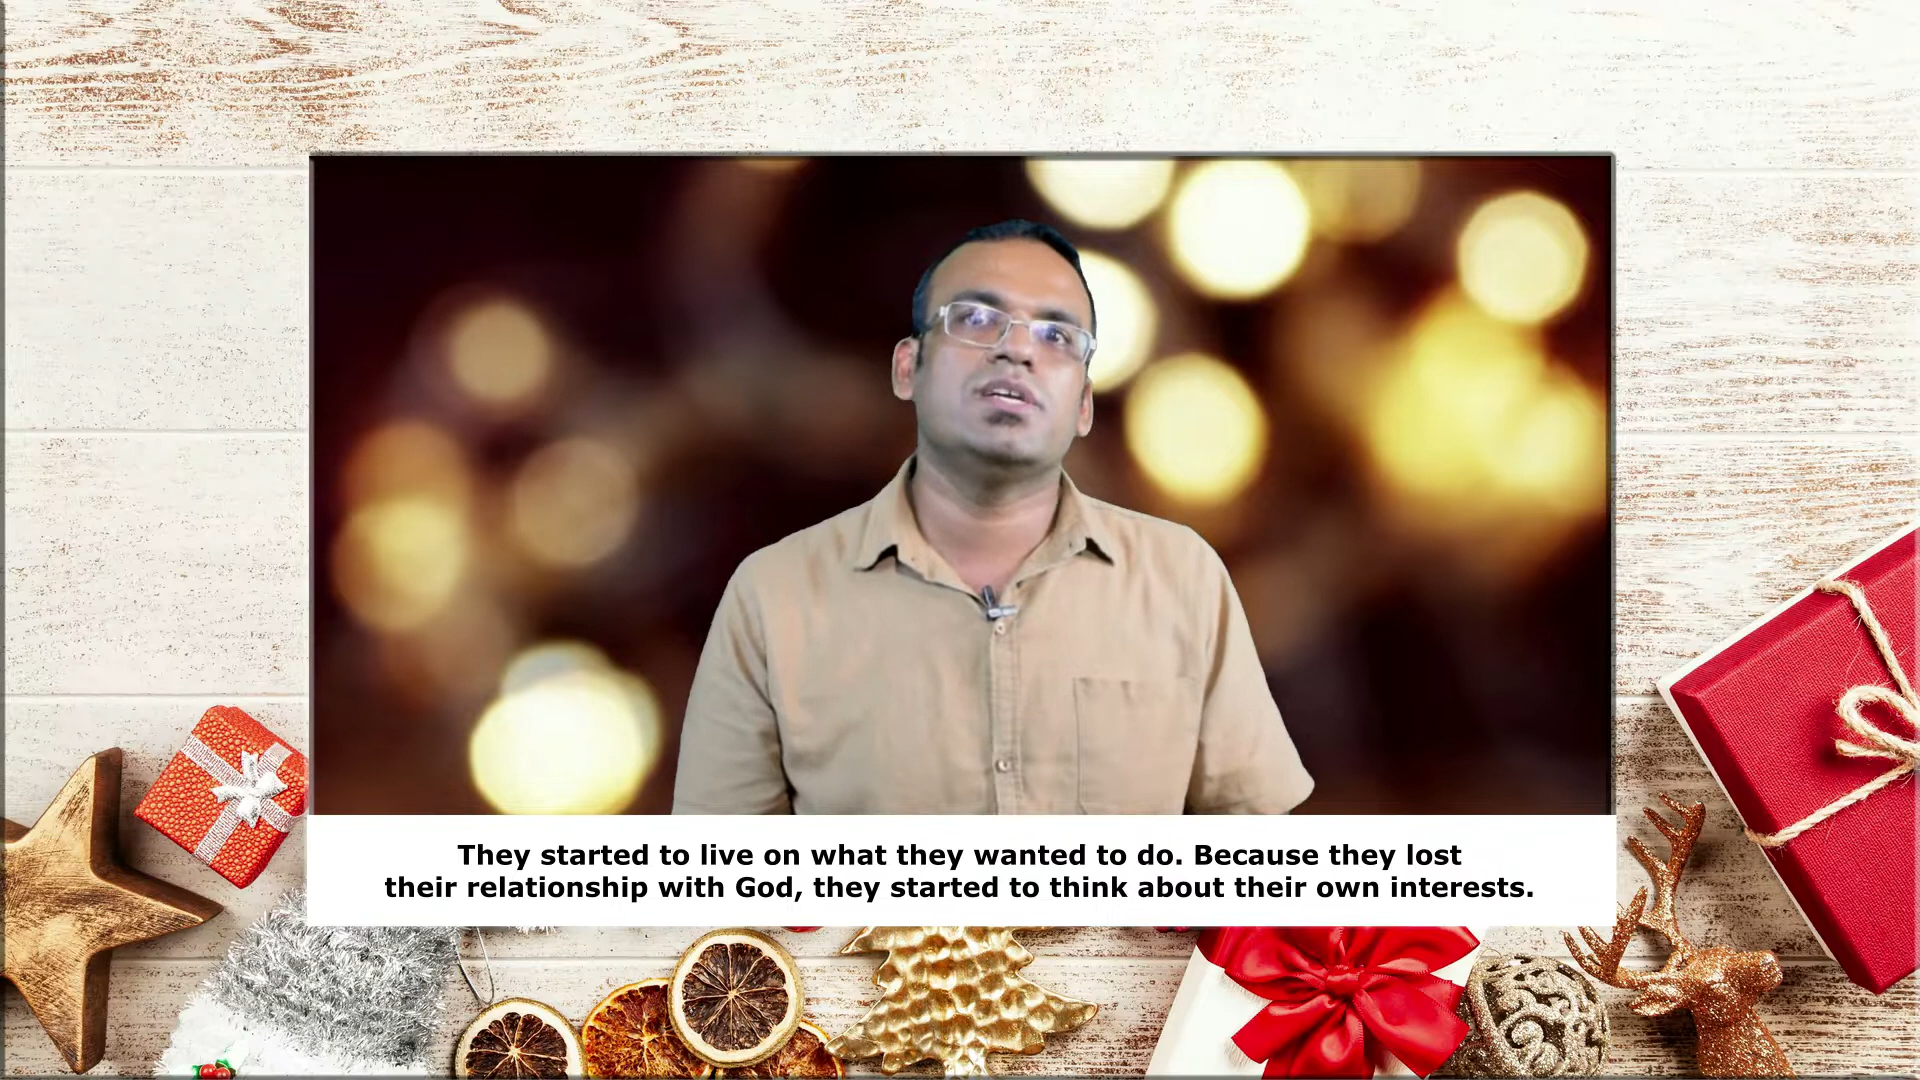 They started to live on what they wanted to do. Because they lost
their relationship with God, they started to think about their own interests.